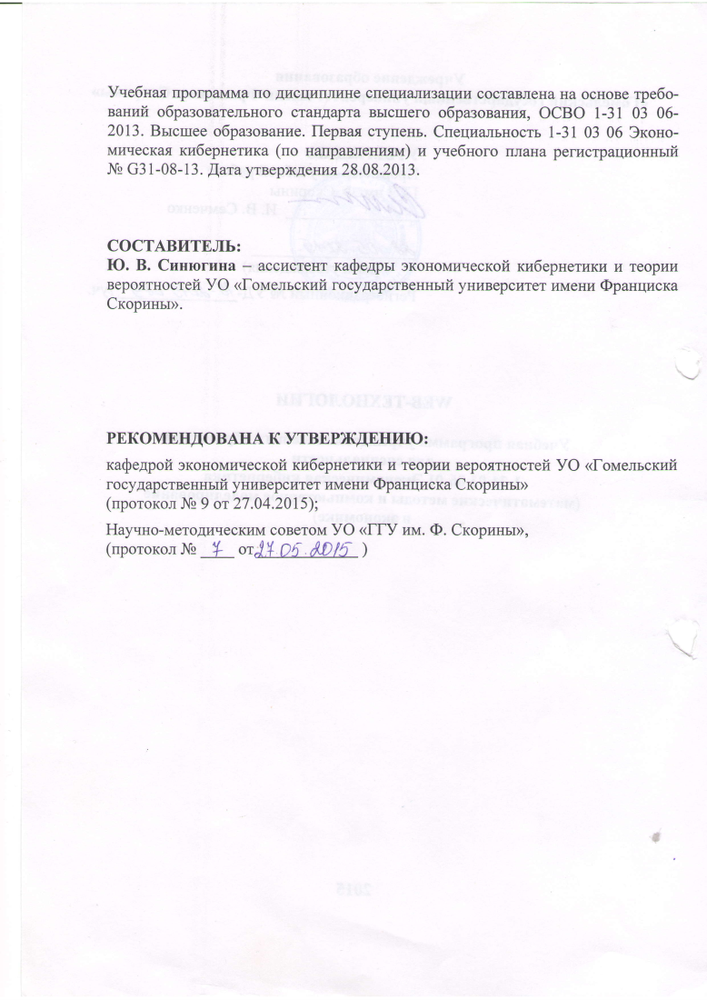 Учебная программа по дисциплине специализации составлена на основе требо-
ваний образовательного стандарта высшего образования, ОСВО 1-31 03 06-
2013. Высшее образование. Первая ступень. Специальность 1-31 03 06 Эконо-
мическая кибернетика (по направлениям) и учебного плана регистрационный
№ G31-08-13. Дата утверждения 28.08.2013.
СОСТАВИТЕЛЬ:
Ю. В. Синюгина – ассистент кафедры экономической кибернетики и теории
вероятностей УО «Гомельский государственный университет имени Франциска
Скорины».
РЕКОМЕНДОВАНА К УТВЕРЖДЕНИЮ:
кафедрой экономической кибернетики и теории вероятностей УО «Гомельский
государственный университет имени Франциска Скорины»
(протокол № 9 от 27.04.2015);
Научно-методическим советом УО «ГГУ им. Ф. Скорины»,
(протокол № 7 от 27.05.2015 )